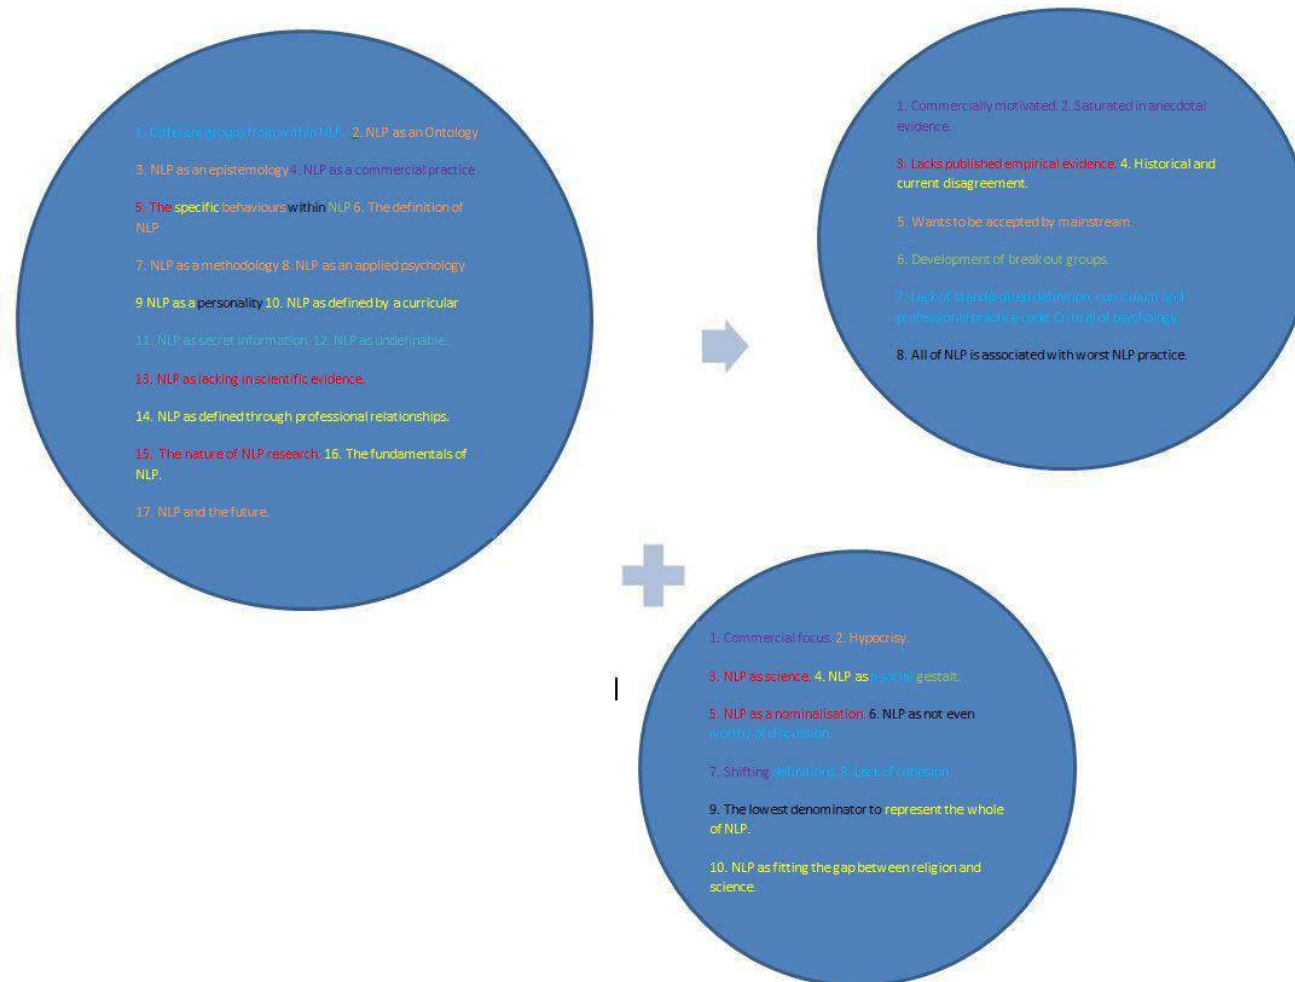 1. Different groups from within NLP. 2. NLP as an Ontology
3. NLP as an epistemology 4. NLP as a commercial practice
5. The specific behaviours within NLP 6. The definition of
NLP
7. NLP as a methodology 8. NLP as an applied psychology
9 NLP as a personality 10. NLP as defined by a curricular
11. NLP as secret information. 12. NLP as undefinable.
13. NLP as lacking in scientific evidence.
14. NLP as defined through professional relationships.
15. The nature of NLP research. 16. The fundamentals of
NLP.
17. NLP and the future.
1. Commercially motivated. 2. Saturated in anecdotal
evidence.
3. Lacks published empirical evidence. 4. Historical and
current disagreement.
5. Wants to be accepted by mainstream.
6. Development of break out groups.
7. Lack of standardized definition, curriculum and
professional practice code. Critical of psychology.
8. All of NLP is associated with worst NLP practice.
1. Commercial focus. 2. Hypocrisy.
3. NLP as science. 4. NLP as a social gestalt.
5. NLP as a nominalisation. 6. NLP as not even
worthy of discussion.
7. Shifting definitions. 8. Lack of cohesion.
9. The lowest denominator to represent the whole
of NLP.
10. NLP as fitting the gap between religion and
science.